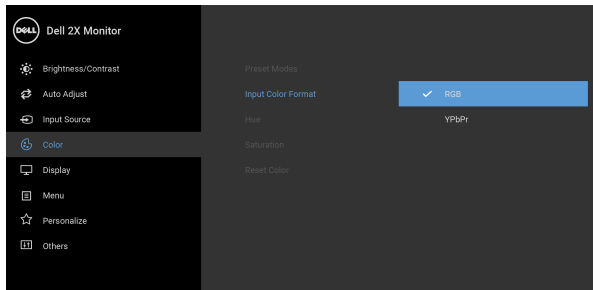 DELL
Dell 2X Monitor
Brightness/Contrast
Auto Adjust
Input Source
Color
Display
Menu
Personalize
Others
Preset Modes
Input Color Format
Hue
Saturation
Reset Color
RGB
YPbPr